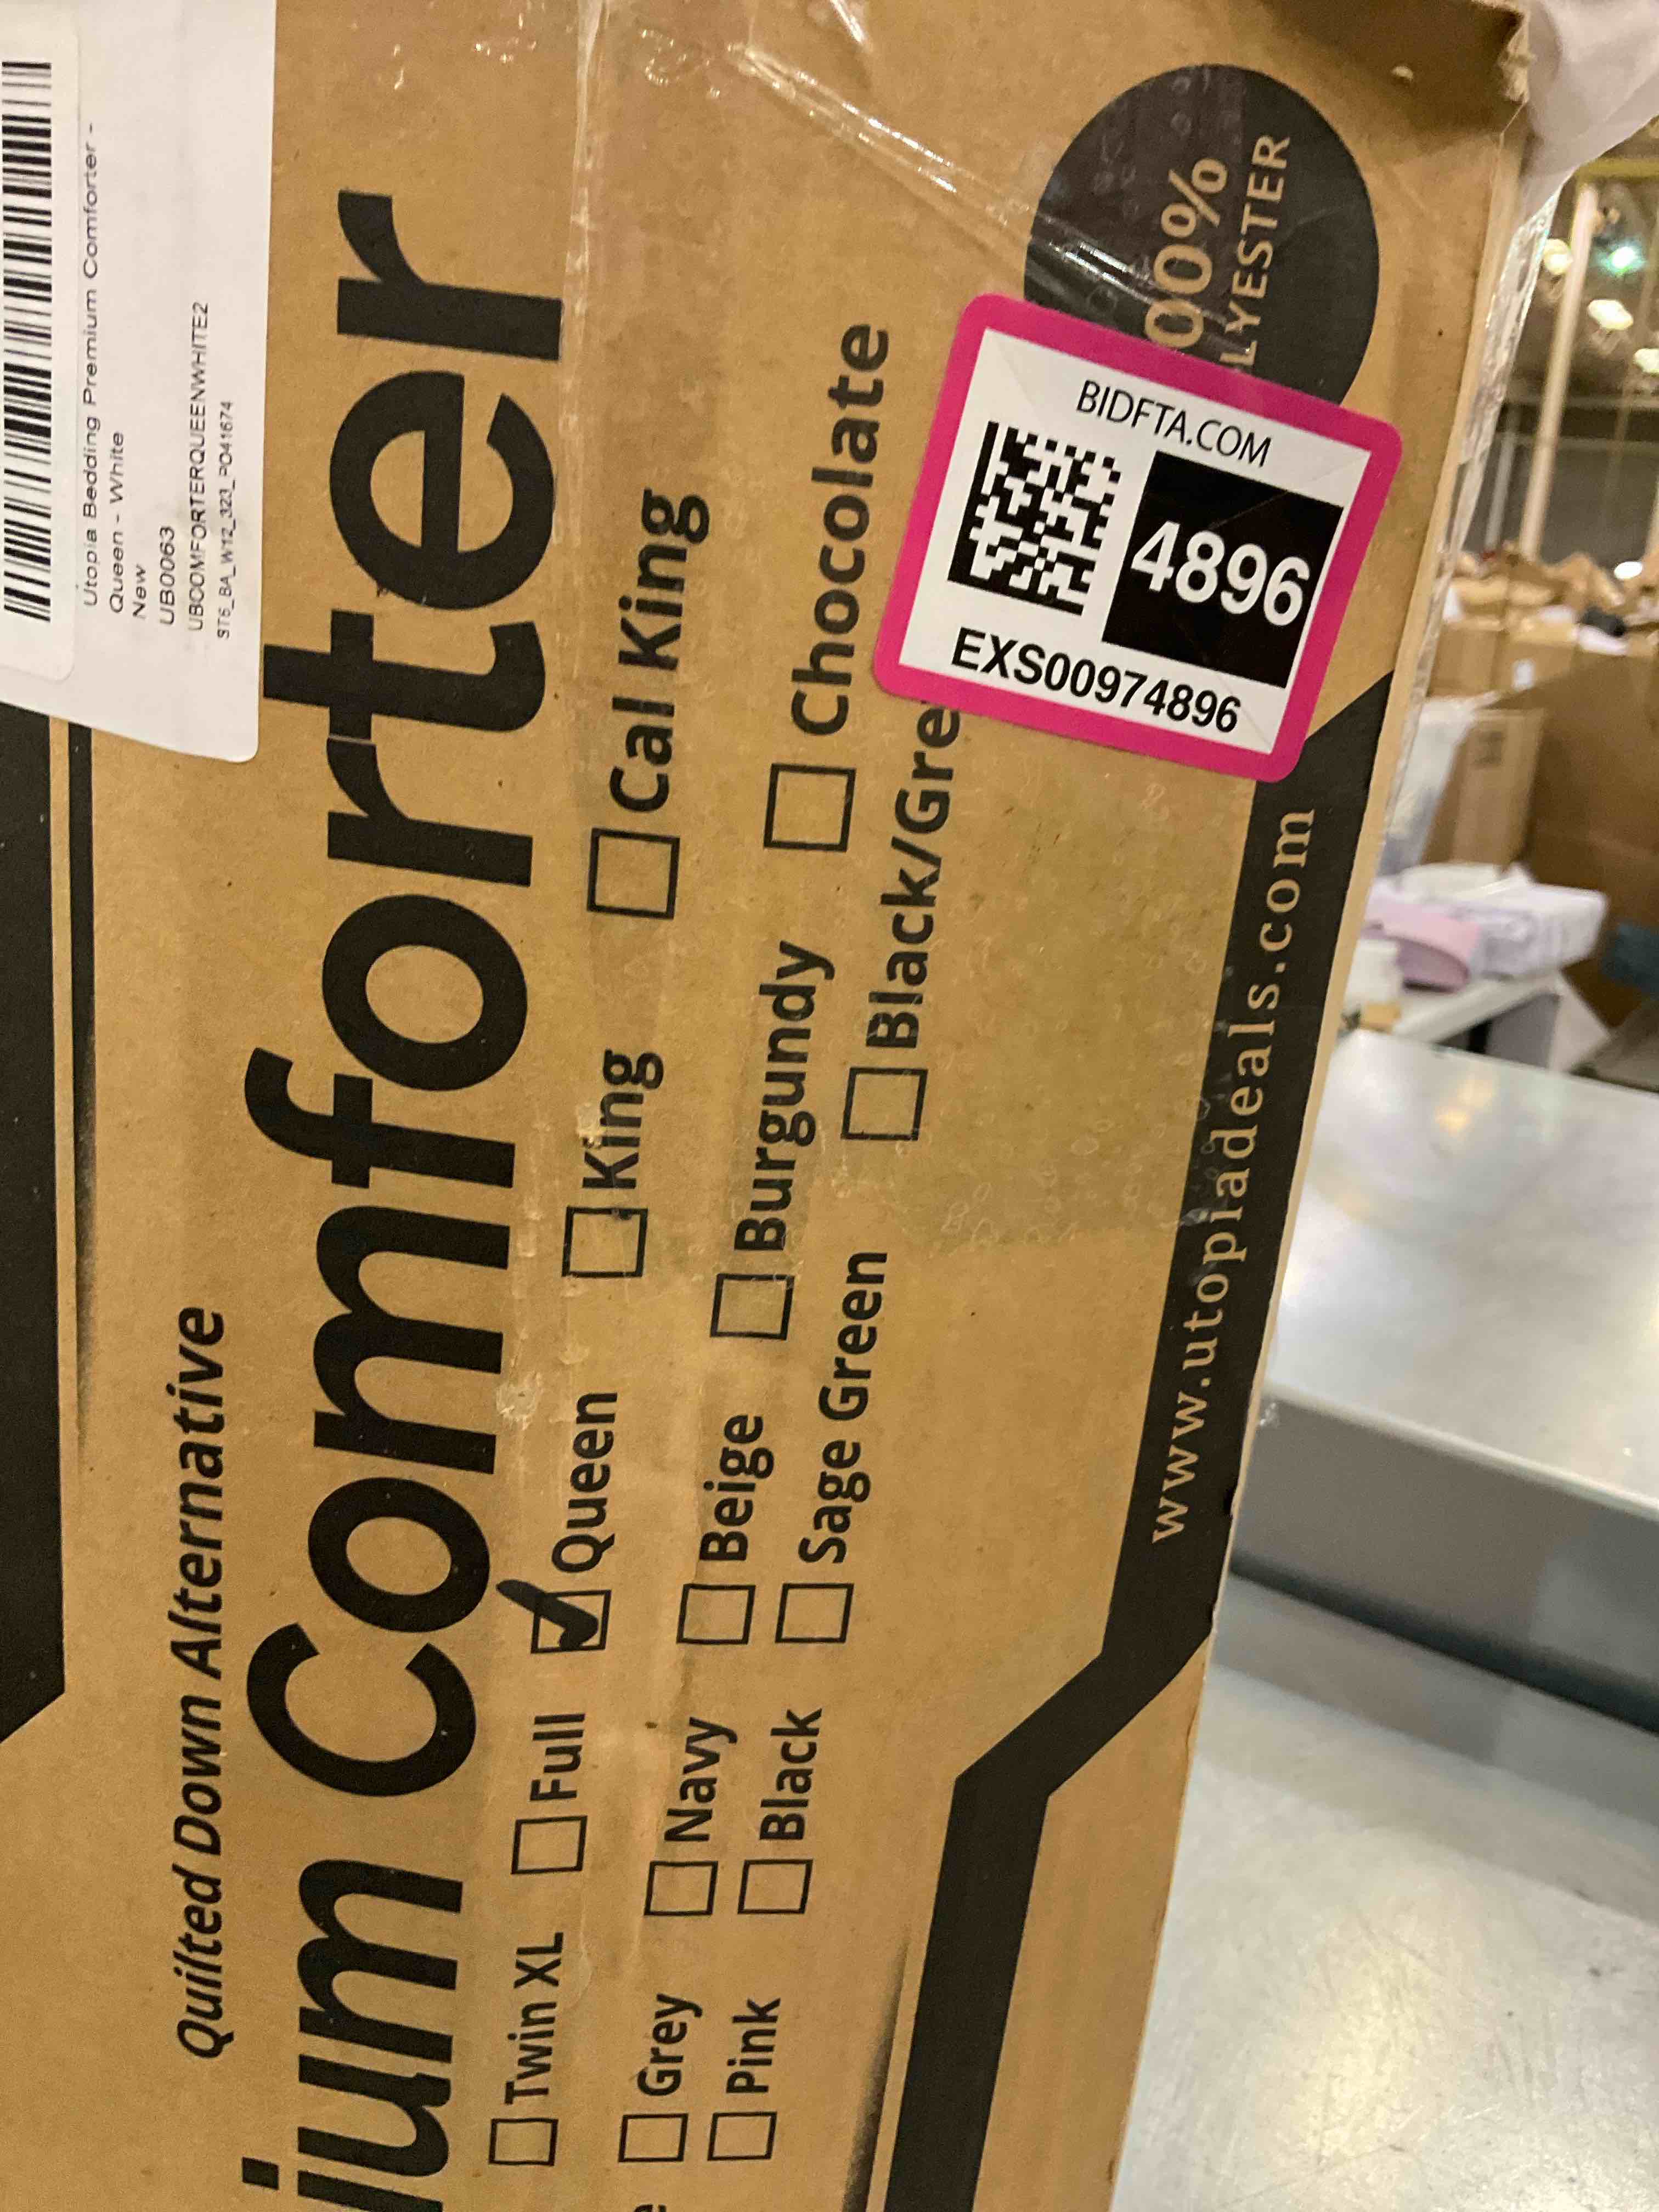 Utopia Bedding Premium Comforter -
Queen - White
New
UB0063
UBCOMFORTERQUEENWHITE2
ST6_BA_W12_323_PO41674
Quilted Down Alternative
ium Comforter
Twin XL Full Queen King Cal King
Grey Navy Beige Burgundy Chocolate
Pink Black Sage Green Black/Gre
00%
LYESTER
BIDFTA.COM
4896
EXS00974896
www.utopiadeals.com